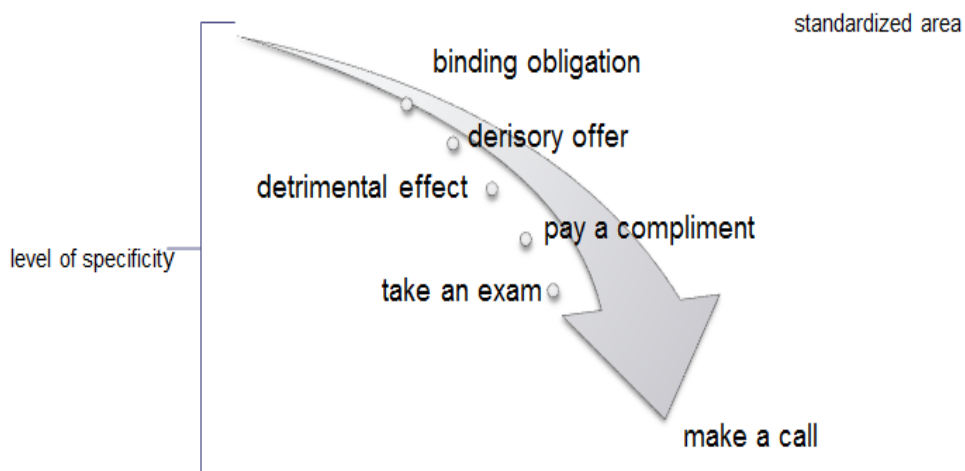 standardized area
binding obligation
derisory offer
detrimental effect
pay a compliment
level of specificity
take an exam
make a call